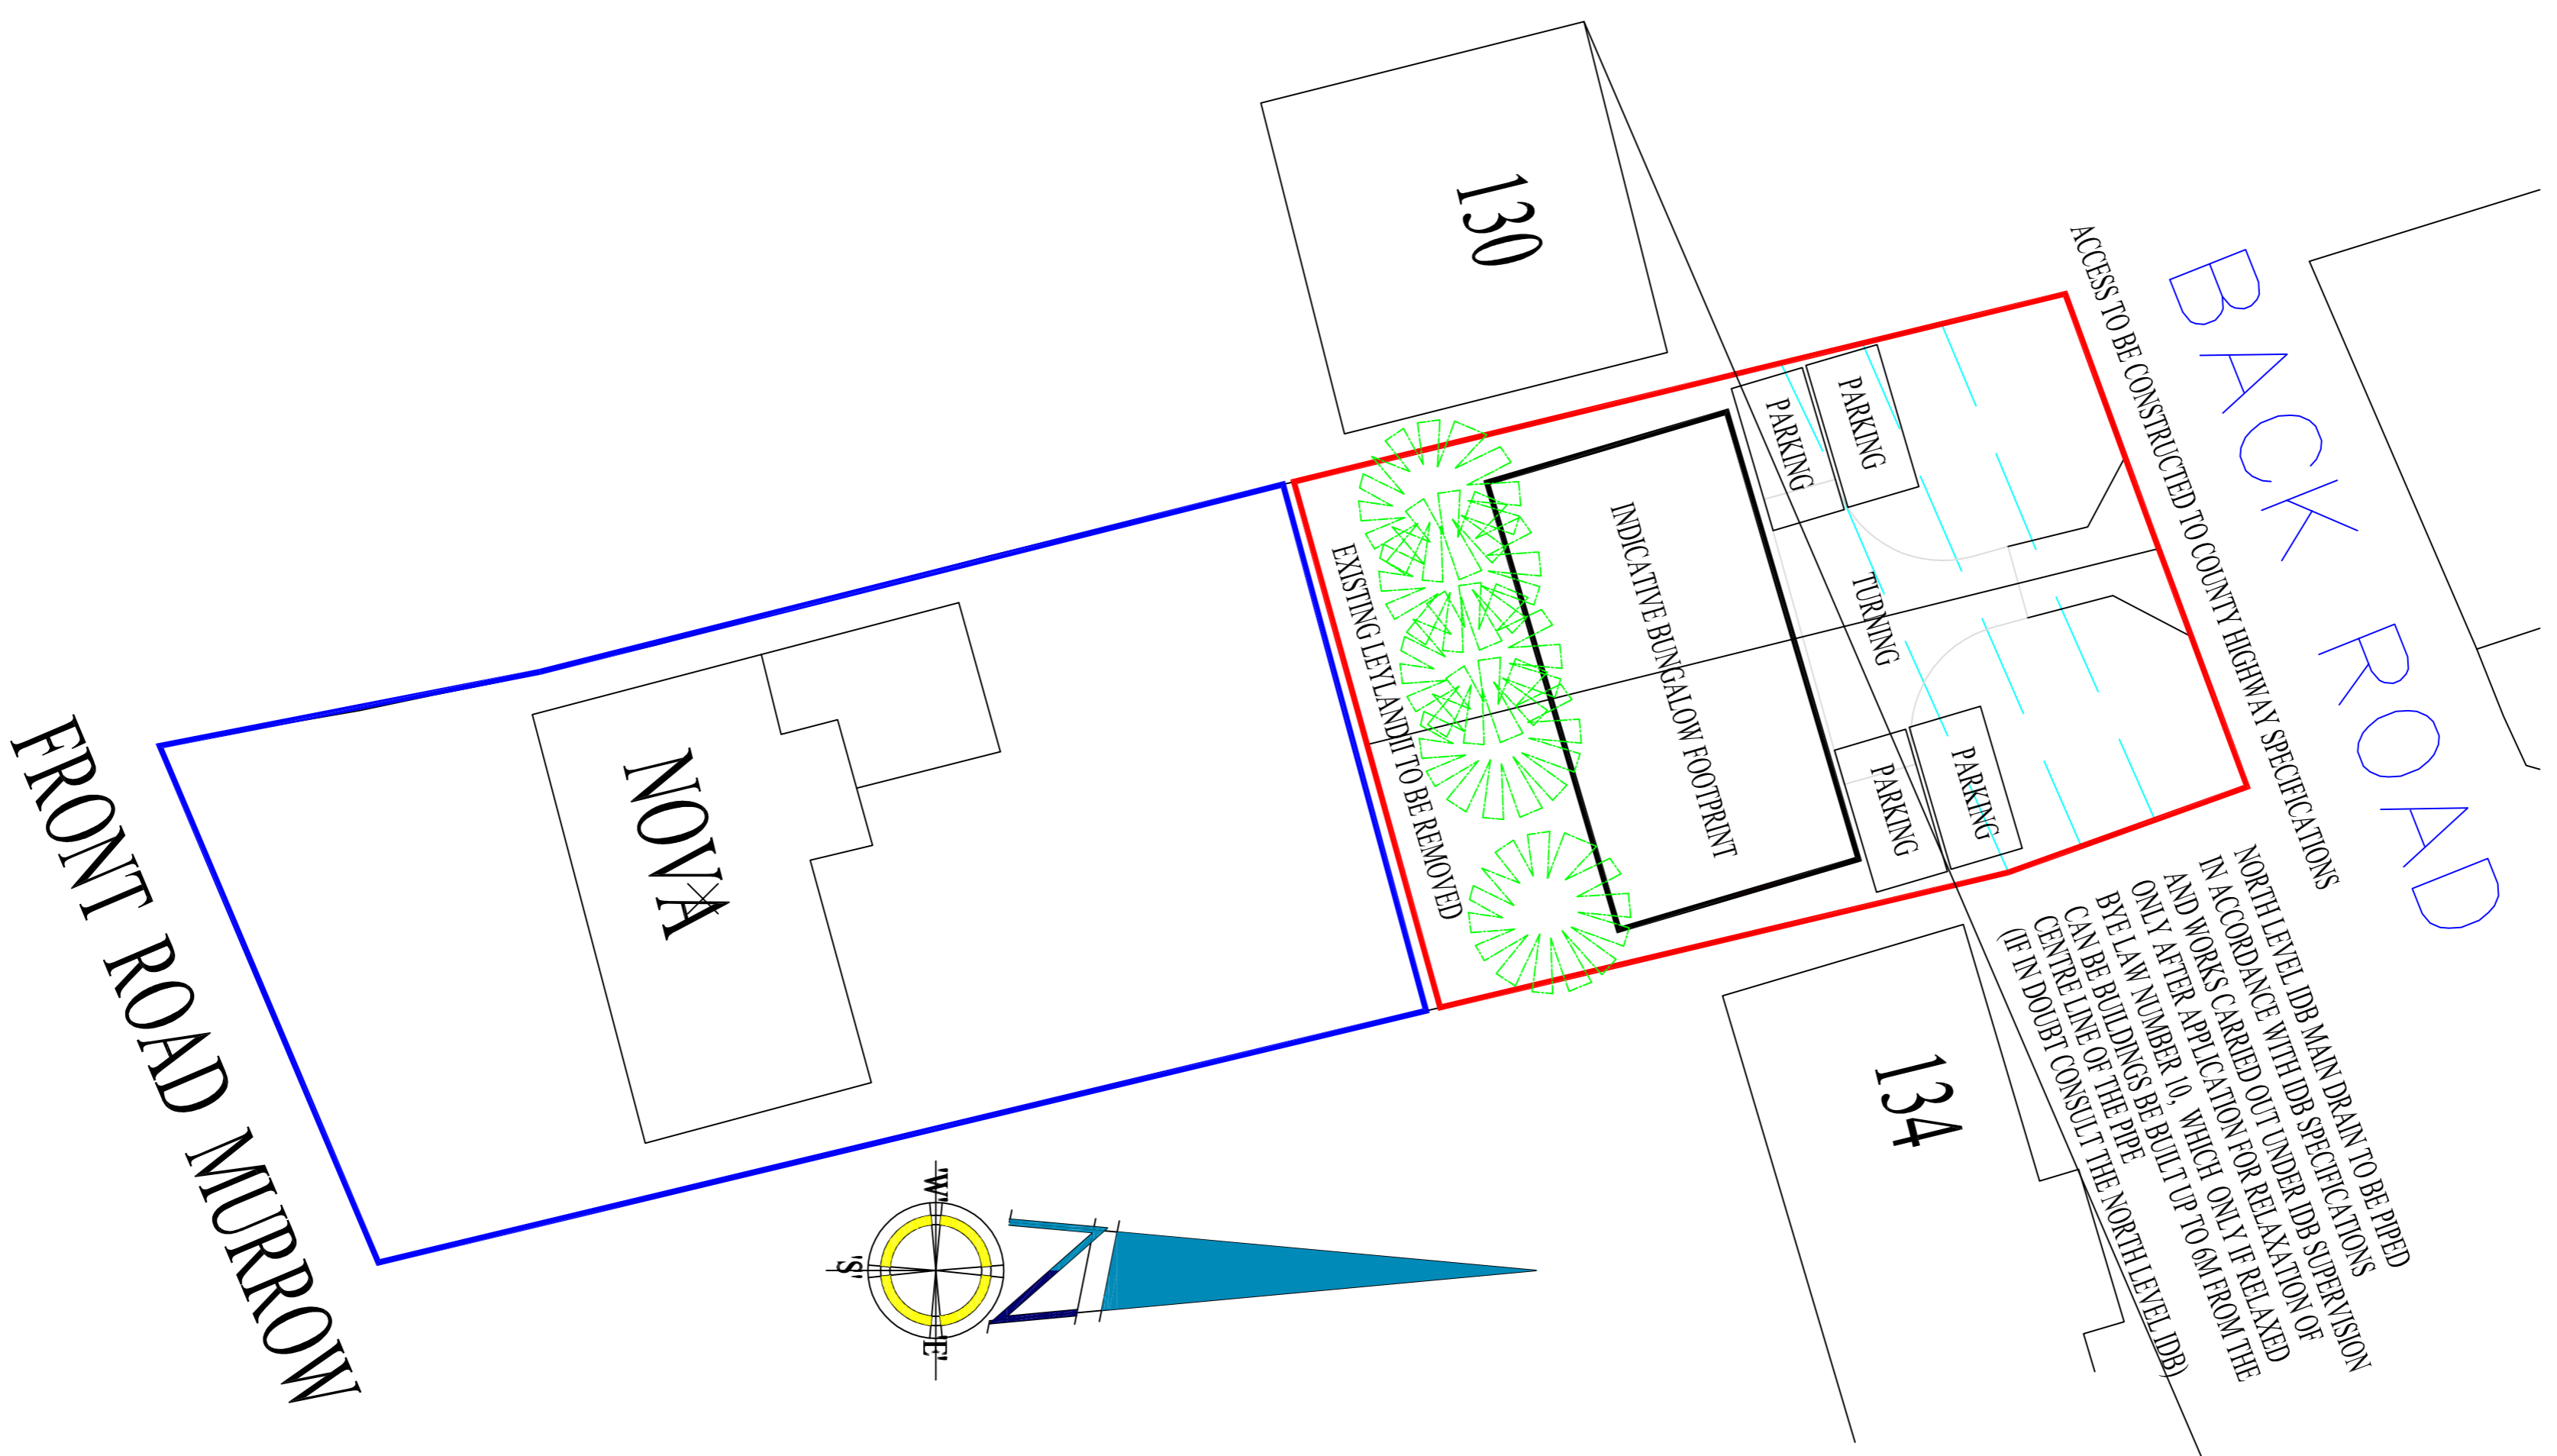 BACK ROAD
ACCESS TO BE CONSTRUCTED TO COUNTY HIGHWAY SPECIFICATIONS
NORTH LEVEL IDB MAIN DRAIN TO BE PIPED
IN ACCORDANCE WITH IDB SPECIFICATIONS
AND WORKS CARRIED OUT UNDER IDB SUPERVISION
ONLY AFTER APPLICATION FOR RELAXATION OF
BYE LAW NUMBER 10, WHICH ONLY IF RELAXED
CAN BE BUILDINGS BE BUILT UP TO 6M FROM THE
CENTRE LINE OF THE PIPE
(IF IN DOUBT CONSULT THE NORTH LEVEL IDB)
PARKING
PARKING
TURNING
PARKING
PARKING
130
134
INDICATIVE BUNGALOW FOOTPRINT
EXISTING LEYLANDII TO BE REMOVED
NOVA
'W'
'S'
'E'
N
FRONT ROAD MURROW